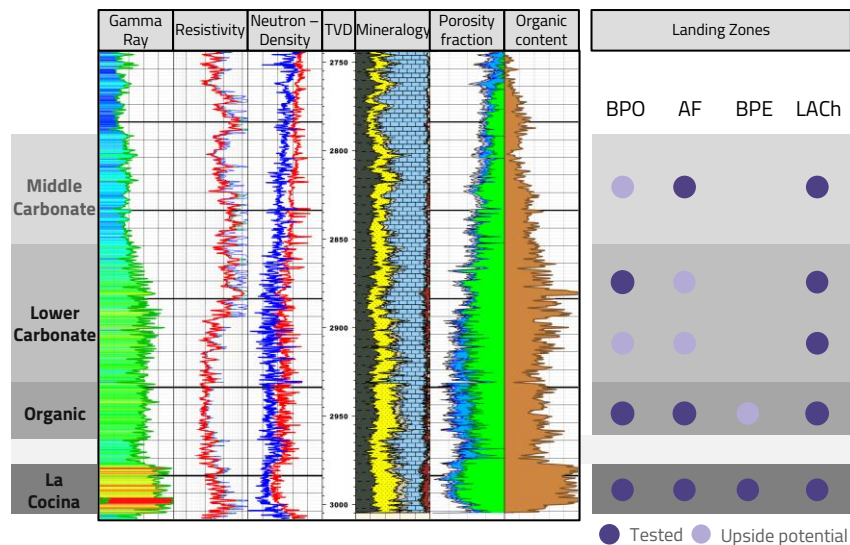 Gamma
Ray
Resistivity
Neutron –
Density
TVD
Mineralogy
Porosity
fraction
Organic
content
Landing Zones
BPO AF BPE LACh
2750
2800
2850
2900
2950
3000
Middle
Carbonate
Lower
Carbonate
Organic
La
Cocina
Tested
Upside potential